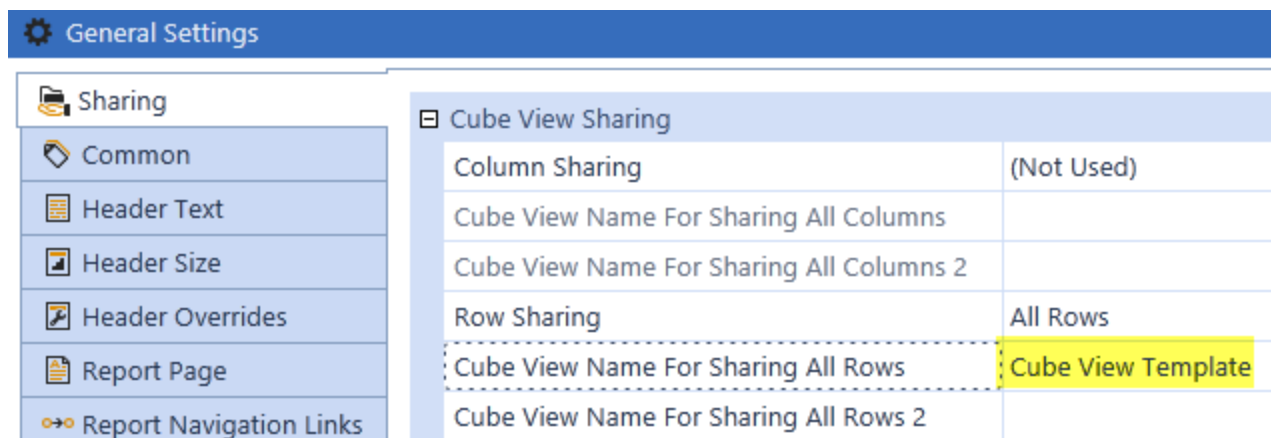 General Settings
Sharing
Common
Header Text
Header Size
Header Overrides
Report Page
Report Navigation Links
Cube View Sharing
Column Sharing (Not Used)
Cube View Name For Sharing All Columns
Cube View Name For Sharing All Columns 2
Row Sharing All Rows
Cube View Name For Sharing All Rows Cube View Template
Cube View Name For Sharing All Rows 2